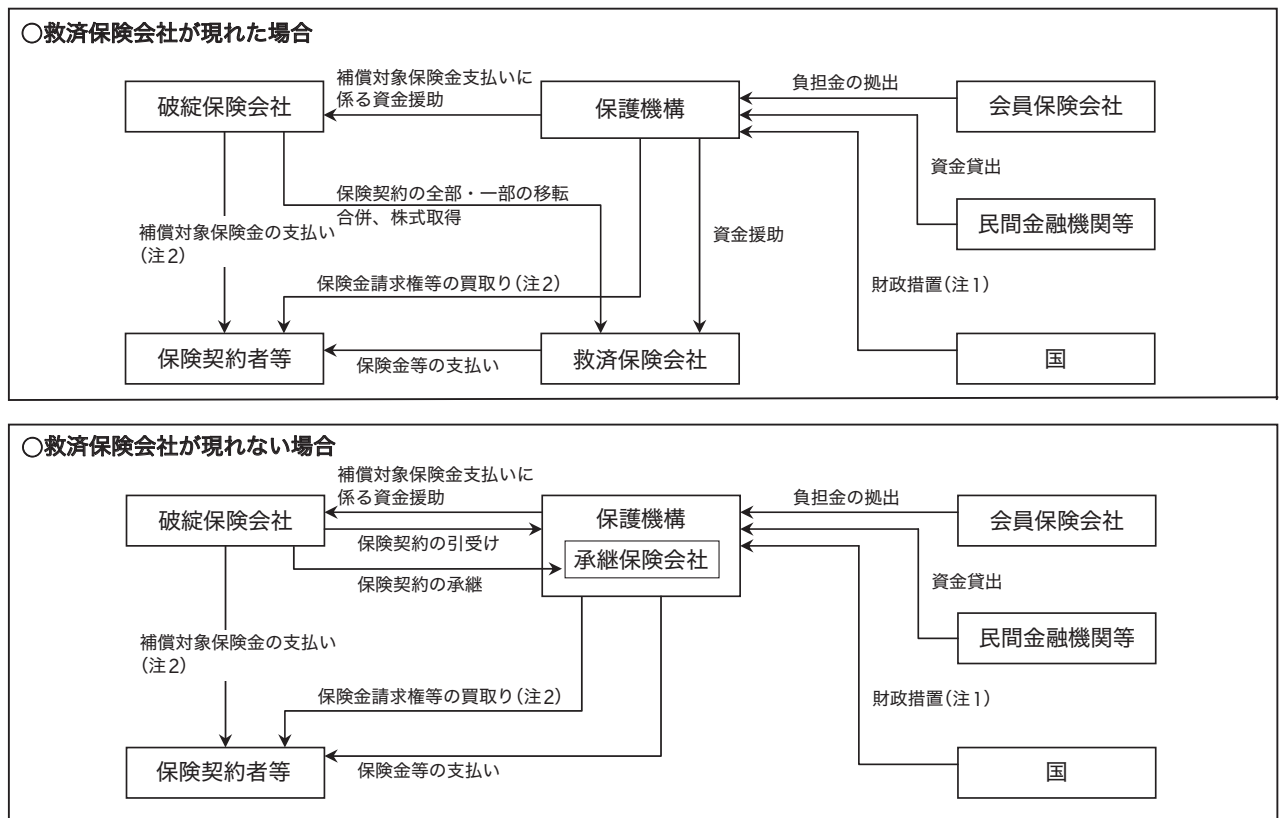 ○救済保険会社が現れた場合
補償対象保険金支払いに
係る資金援助
負担金の拠出
破綻保険会社
保護機構
会員保険会社
資金貸出
保険契約の全部・一部の移転
合併、株式取得
民間金融機関等
補償対象保険金の支払い
(注2)
資金援助
保険金請求権等の買取り(注2)
財政措置(注1)
保険契約者等
保険金等の支払い
救済保険会社
国
○救済保険会社が現れない場合
補償対象保険金支払いに
係る資金援助
負担金の拠出
破綻保険会社
保護機構
会員保険会社
保険契約の引受け
承継保険会社
保険契約の承継
資金貸出
民間金融機関等
補償対象保険金の支払い
(注2)
保険金請求権等の買取り(注2)
財政措置(注1)
保険契約者等
保険金等の支払い
国